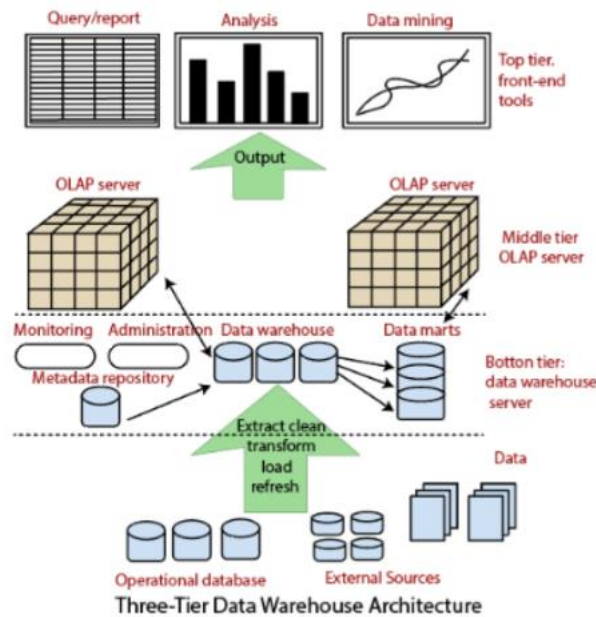 Query/report
Analysis
Data mining
Top tier.
front-end
tools
Output
OLAP server
OLAP server
Middle tier
OLAP server
Monitoring
Administration
Data warehouse
Data marts
Metadata repository
Botton tier:
data warehouse
server
Extract clean
transform
load
refresh
Data
Operational database
External Sources
Three-Tier Data Warehouse Architecture